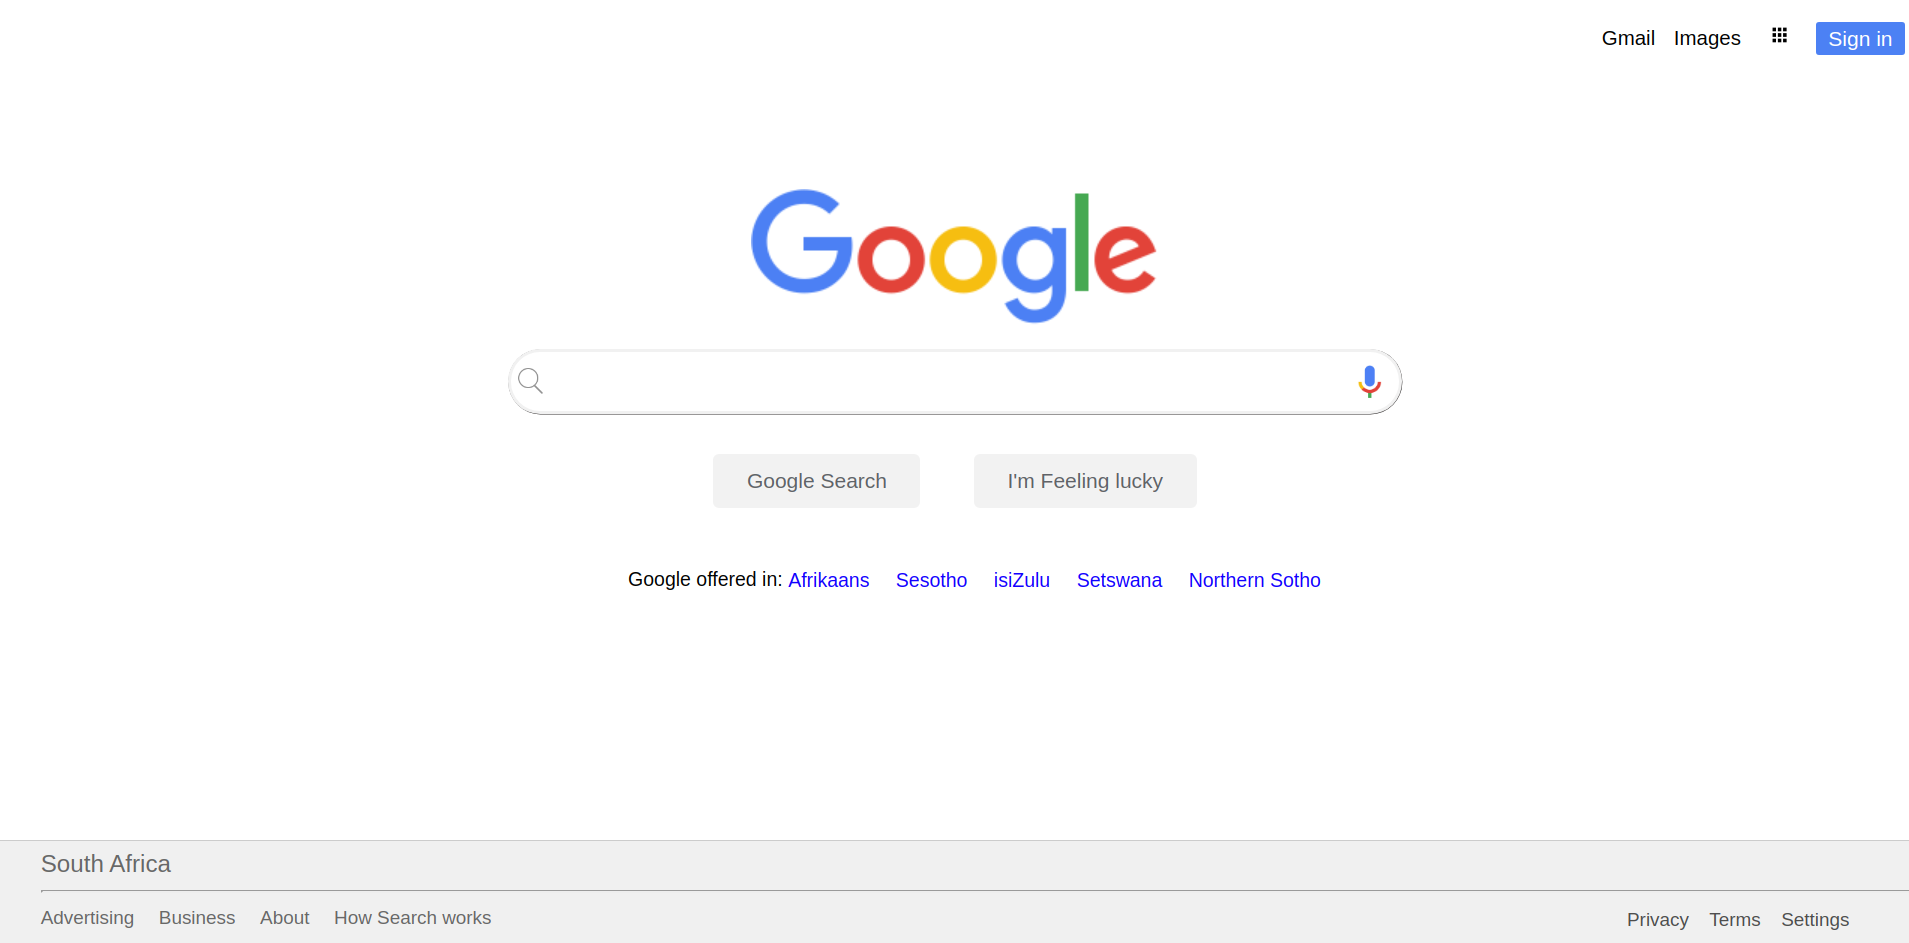 Gmail Images Sign in
Google
Google Search I'm Feeling lucky
Google offered in: Afrikaans Sesotho isiZulu Setswana Northern Sotho
South Africa
Advertising Business About How Search works Privacy Terms Settings